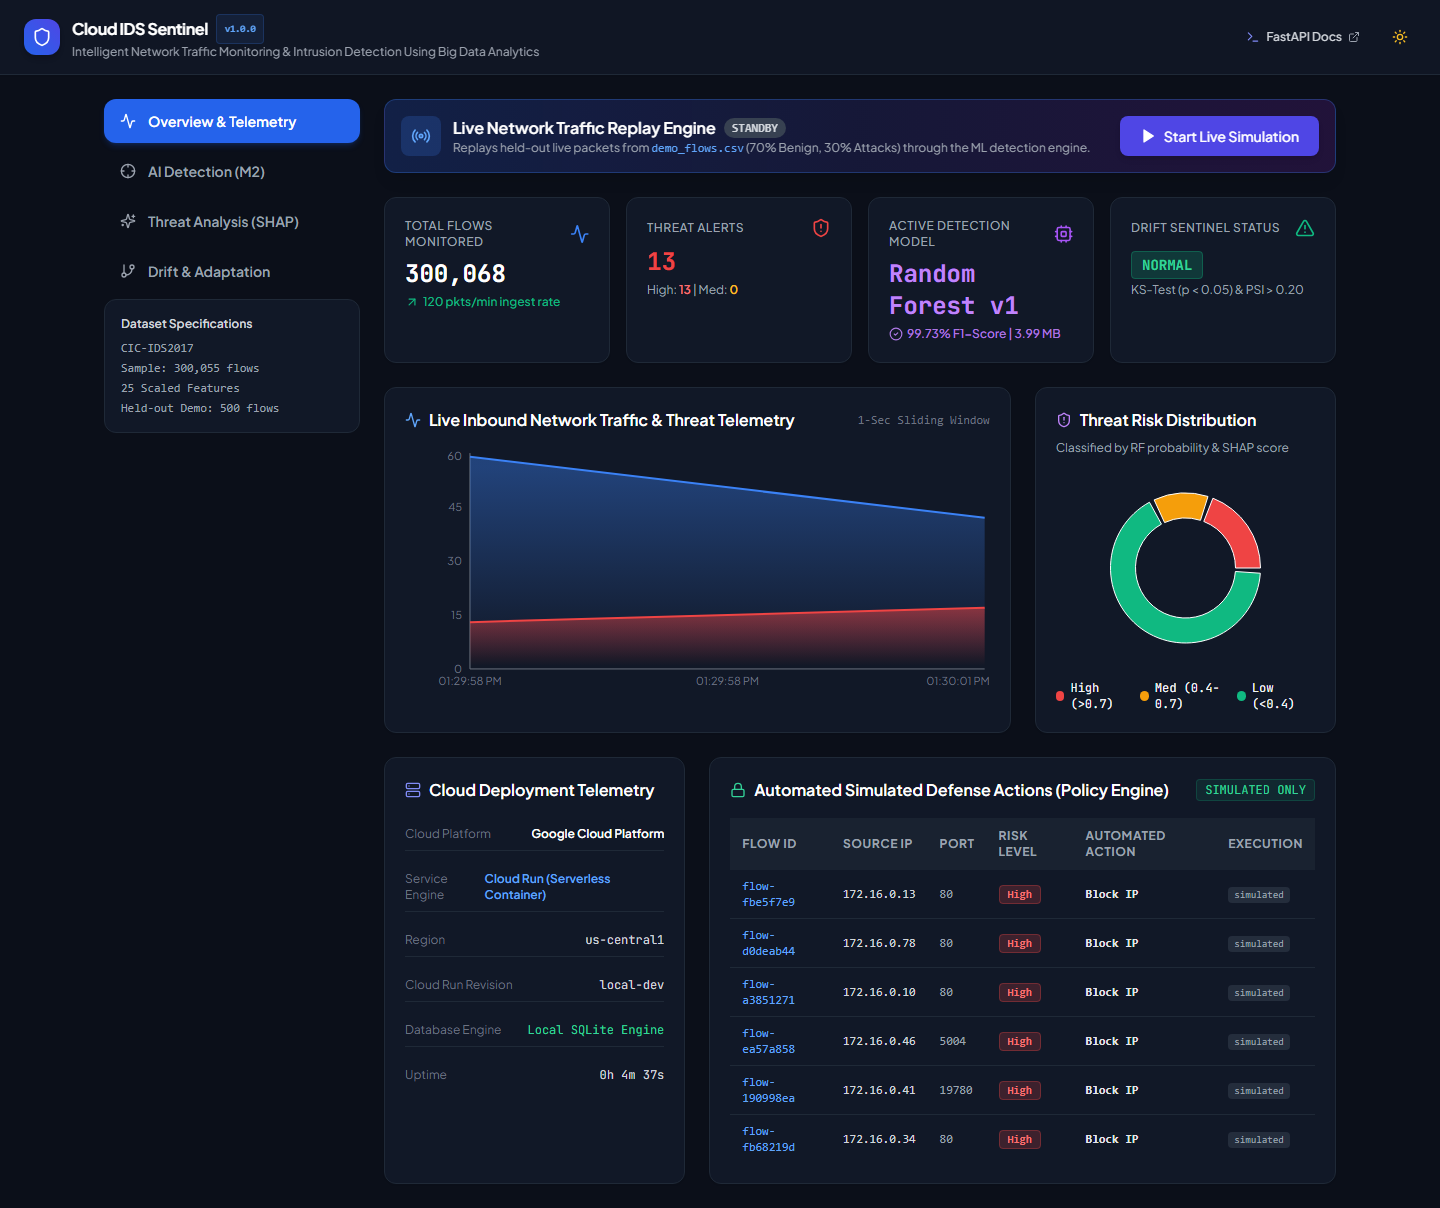 Cloud IDS Sentinel
v1.0.0
Intelligent Network Traffic Monitoring & Intrusion Detection Using Big Data Analytics
FastAPI Docs
Overview & Telemetry
AI Detection (M2)
Threat Analysis (SHAP)
Drift & Adaptation
Dataset Specifications
CIC-IDS2017
Sample: 300,055 flows
25 Scaled Features
Held-out Demo: 500 flows
Live Network Traffic Replay Engine
STANDBY
Replays held-out live packets from demo_flows.csv (70% Benign, 30% Attacks) through the ML detection engine.
Start Live Simulation
TOTAL FLOWS
MONITORED
300,068
120 pkts/min ingest rate
THREAT ALERTS
13
High: 13 | Med: 0
ACTIVE DETECTION
MODEL
Random
Forest v1
99.73% F1-Score | 3.99 MB
DRIFT SENTINEL STATUS
NORMAL
KS-Test (p < 0.05) & PSI > 0.20
Live Inbound Network Traffic & Threat Telemetry
1-Sec Sliding Window
60
45
30
15
0
01:29:58 PM
01:29:58 PM
01:30:01 PM
Threat Risk Distribution
Classified by RF probability & SHAP score
High
(>0.7)
Med (0.4-
0.7)
Low
(<0.4)
Cloud Deployment Telemetry
Cloud Platform
Google Cloud Platform
Service
Engine
Cloud Run (Serverless
Container)
Region
us-central1
Cloud Run Revision
local-dev
Database Engine
Local SQLite Engine
Uptime
0h 4m 37s
Automated Simulated Defense Actions (Policy Engine)
SIMULATED ONLY
FLOW ID
SOURCE IP
PORT
RISK
LEVEL
AUTOMATED
ACTION
EXECUTION
flow-
fbe5f7e9
172.16.0.13
80
High
Block IP
simulated
flow-
d0deab44
172.16.0.78
80
High
Block IP
simulated
flow-
a3851271
172.16.0.10
80
High
Block IP
simulated
flow-
ea57a858
172.16.0.46
5004
High
Block IP
simulated
flow-
190998ea
172.16.0.41
19780
High
Block IP
simulated
flow-
fb68219d
172.16.0.34
80
High
Block IP
simulated